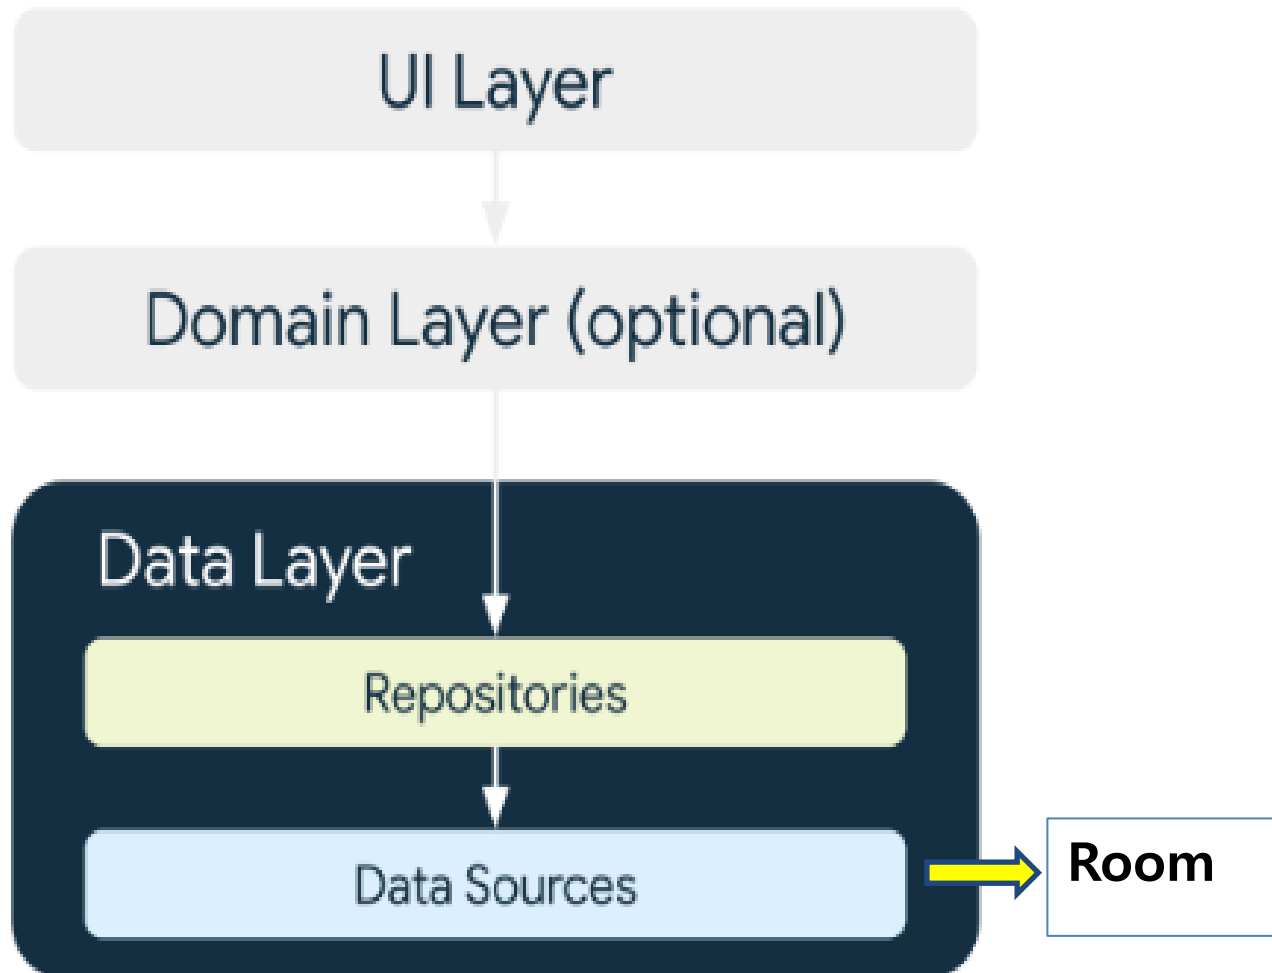 UI Layer
Domain Layer (optional)
Data Layer
Repositories
Data Sources
Room